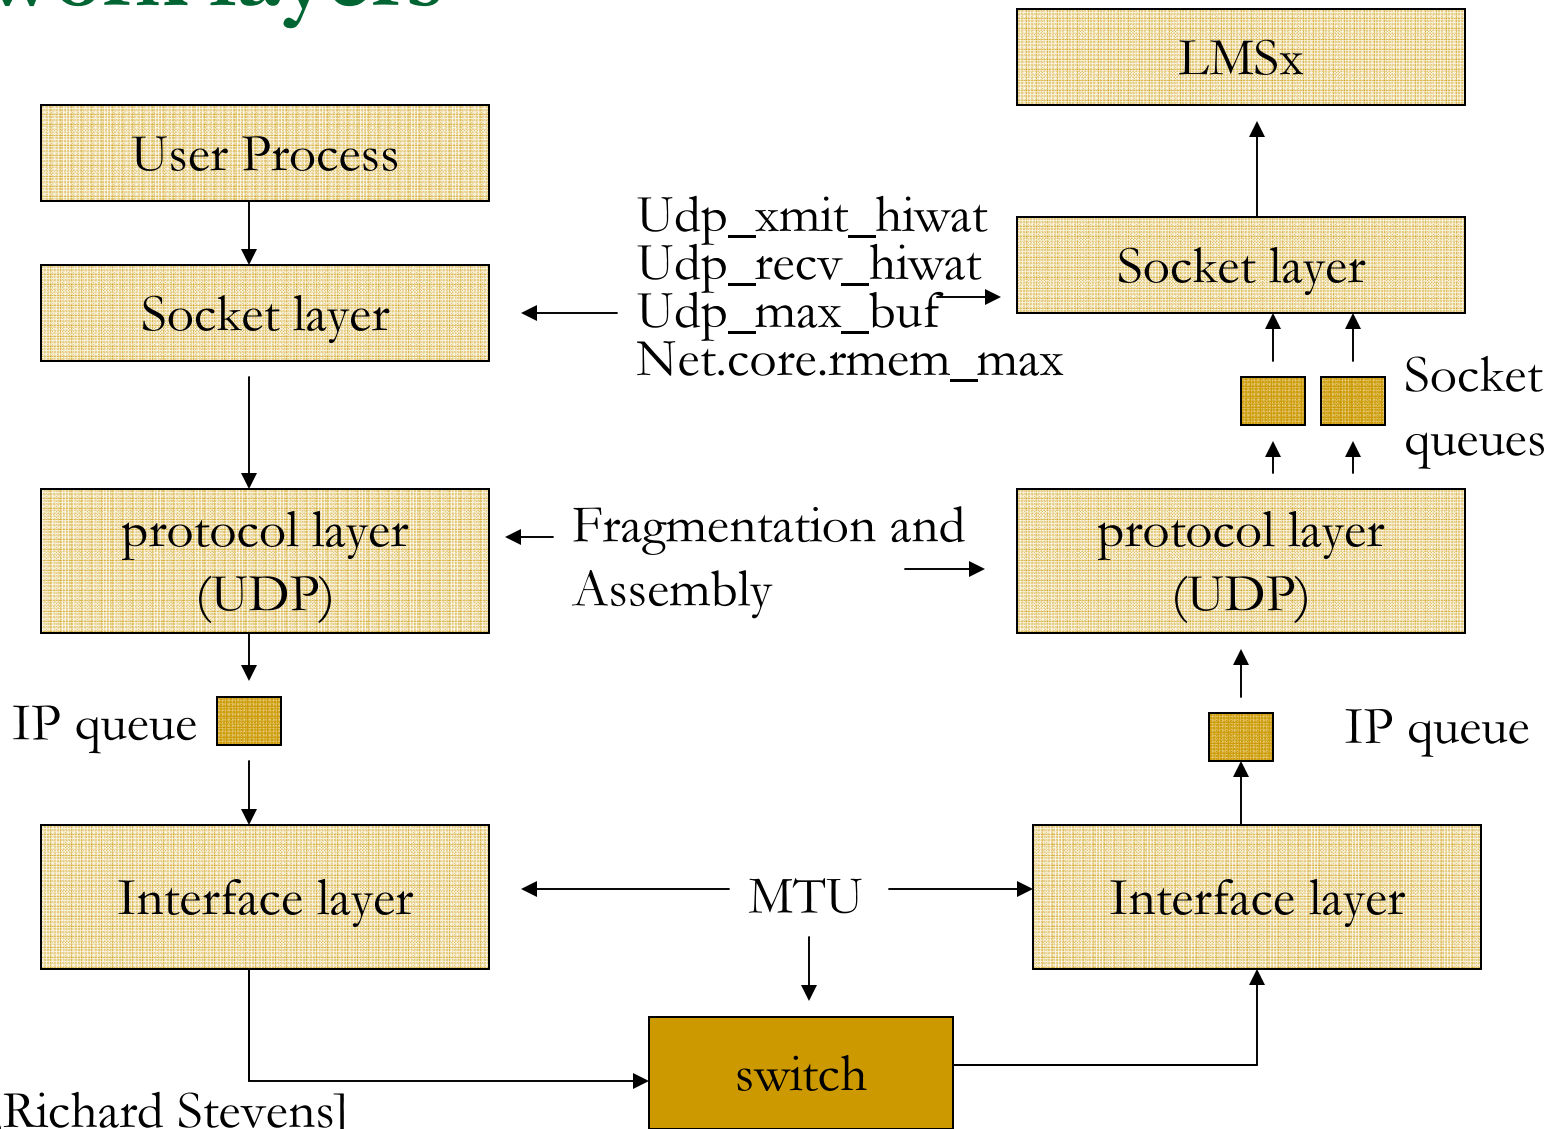 layers
LMSx
User Process
Udp_xmit_hiwat
Udp_recv_hiwat
Udp_max_buf
Net.core.rmem_max
Socket layer
Socket layer
Socket
queues
protocol layer
(UDP)
Fragmentation and
Assembly
protocol layer
(UDP)
IP queue
IP queue
Interface layer
MTU
Interface layer
switch
[Richard Stevens]